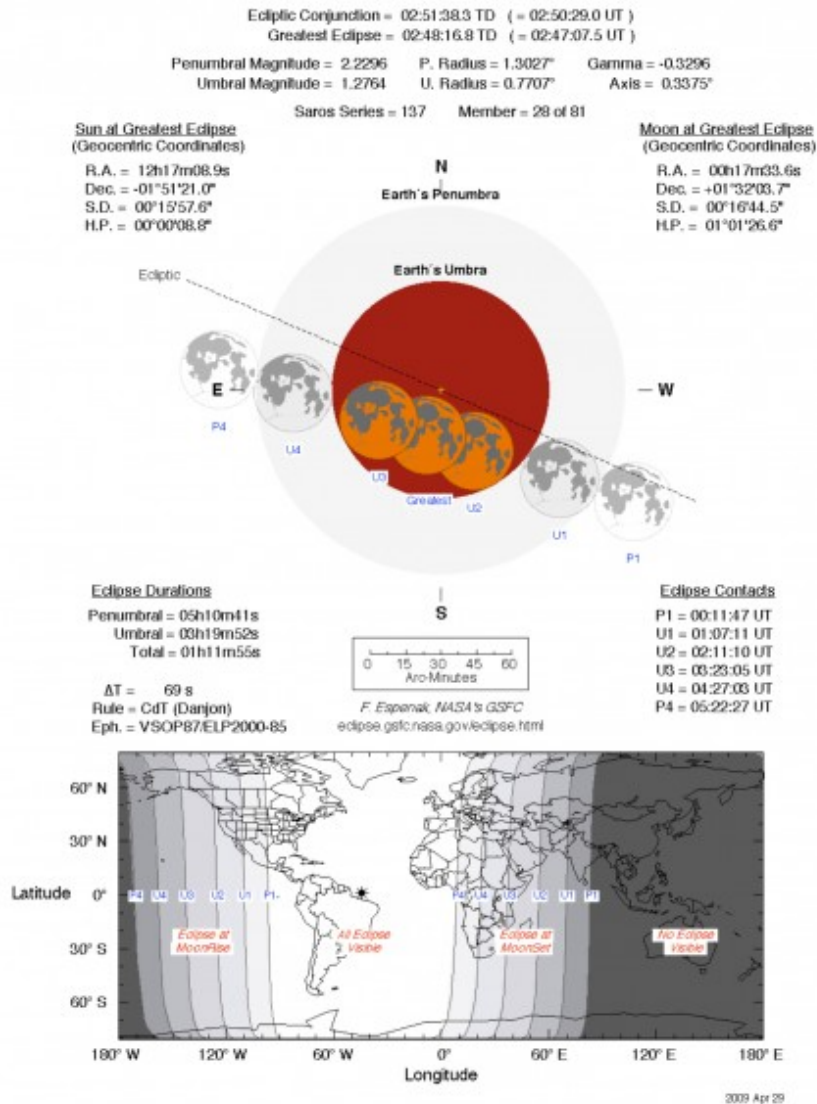 Ecliptic Conjunction = 02:51:38.3 TD ( = 02:50:29.0 UT )
Greatest Eclipse = 02:48:16.8 TD ( = 02:47:07.5 UT )
Penumbral Magnitude = 2.2296 P. Radius = 1.3027° Gamma = -0.3296
Umbral Magnitude = 1.2764 U. Radius = 0.7707° Axis = 0.3375°
Saros Series = 137 Member = 28 of 81
Sun at Greatest Eclipse
(Geocentric Coordinates)
R.A. = 12h17m08.9s
Dec. = -01°51'21.0"
S.D. = 00°15'57.6"
H.P. = 00°00'08.8"
Moon at Greatest Eclipse
(Geocentric Coordinates)
R.A. = 00h17m33.6s
Dec. = +01°32'03.7"
S.D. = 00°16'44.5"
H.P. = 01°01'26.6"
N
Earth's Penumbra
Earth's Umbra
Ecliptic
E
W
P4
U4
U3
Greatest
U2
U1
P1
S
Eclipse Durations
Penumbral = 05h10m41s
Umbral = 03h19m52s
Total = 01h11m55s
ΔT = 69 s
Rule = CdT (Danjon)
Eph. = VSOP87/ELP2000-85
0 15 30 45 60
Arc-Minutes
F. Espenak, NASA's GSFC
eclipse.gsfc.nasa.gov/eclipse.html
Eclipse Contacts
P1 = 00:11:47 UT
U1 = 01:07:11 UT
U2 = 02:11:10 UT
U3 = 03:23:05 UT
U4 = 04:27:03 UT
P4 = 05:22:27 UT
60° N
30° N
Latitude 0°
30° S
60° S
P4 U4 U3 U2 U1 P1 P4 U4 U3 U2 U1 P1
Eclipse at
MoonRise
All Eclipse
Visible
Eclipse at
MoonSet
No Eclipse
Visible
180° W 120° W 60° W 0° 60° E 120° E 180° E
Longitude
2009 Apr 29